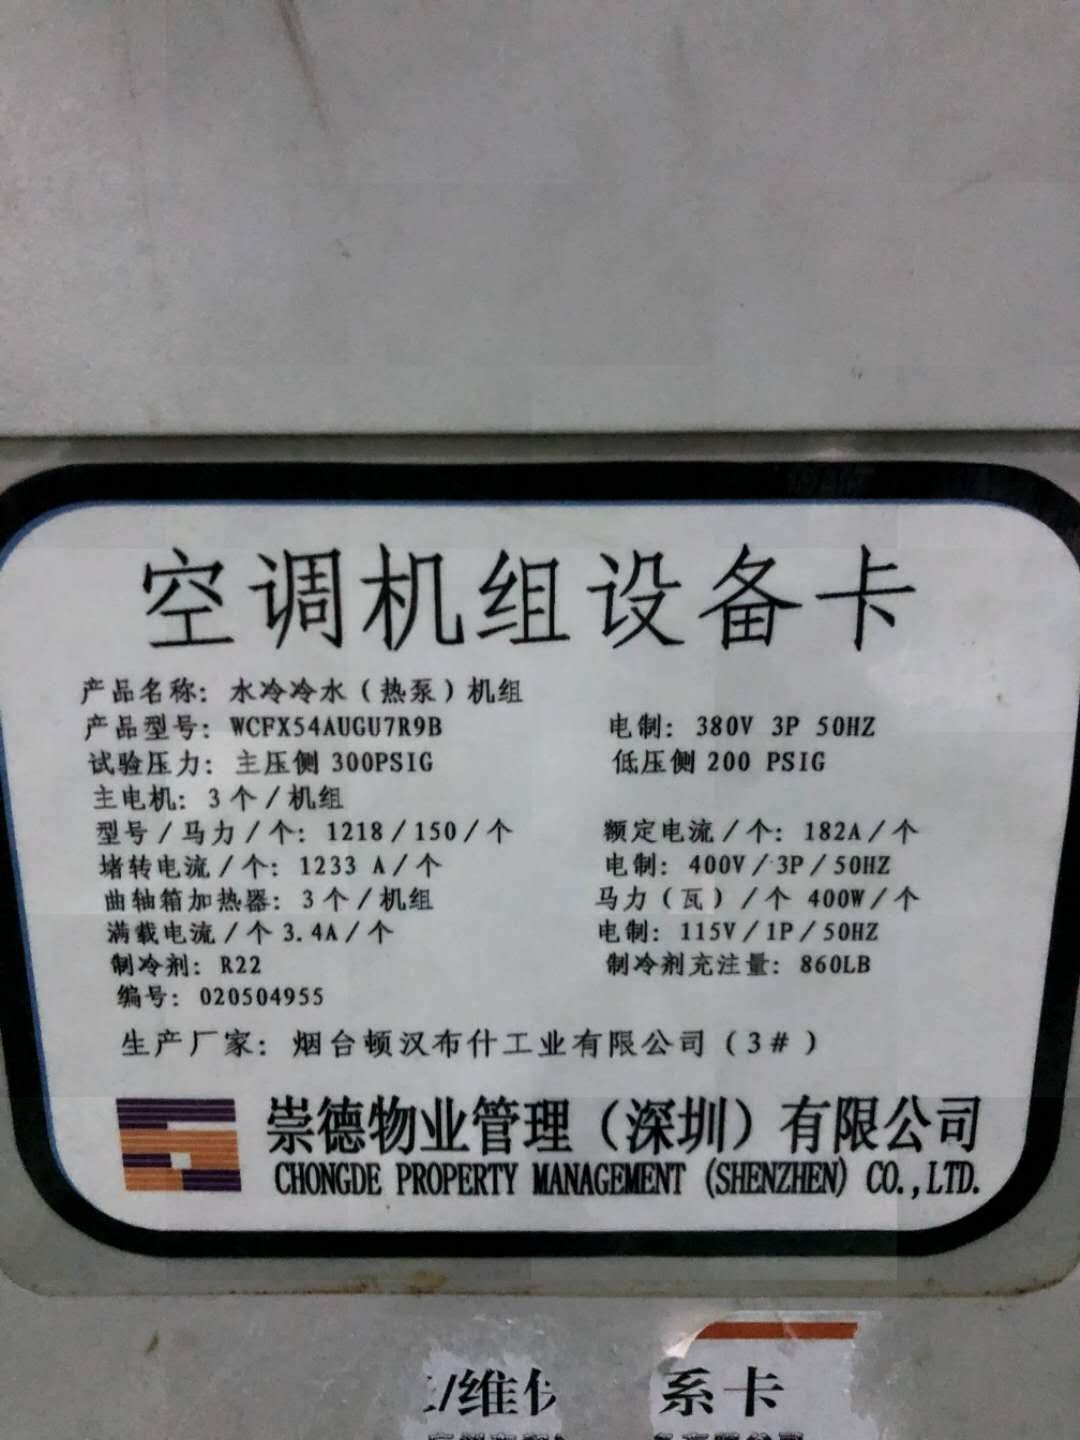 空调机组设备卡
产品名称：水冷冷水（热泵）机组
产品型号：WCFX54AUGU7R9B 电制：380V 3P 50HZ
试验压力：主压侧 300PSIG 低压侧 200 PSIG
主电机：3个/机组
型号/马力/个：1218/150/个 额定电流/个：182A/个
堵转电流/个：1233 A/个 电制：400V/3P/50HZ
曲轴箱加热器：3个/机组 马力（瓦）/个 400W/个
满载电流/个 3.4A/个 电制：115V/1P/50HZ
制冷剂：R22 制冷剂充注量：860LB
编号：020504955
生产厂家：烟台顿汉布什工业有限公司（3#）
崇德物业管理（深圳）有限公司
CHONGDE PROPERTY MANAGEMENT (SHENZHEN) CO.,LTD.
/维 系卡